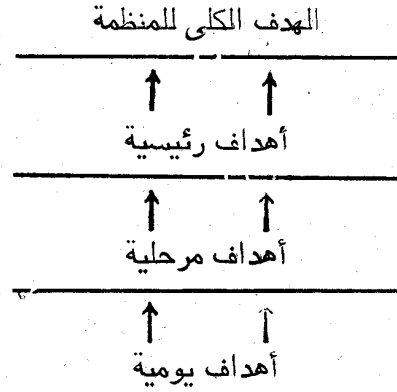 الهدف الكلى للمنظمة
أهداف رئيسية
أهداف مرحلية
أهداف يومية